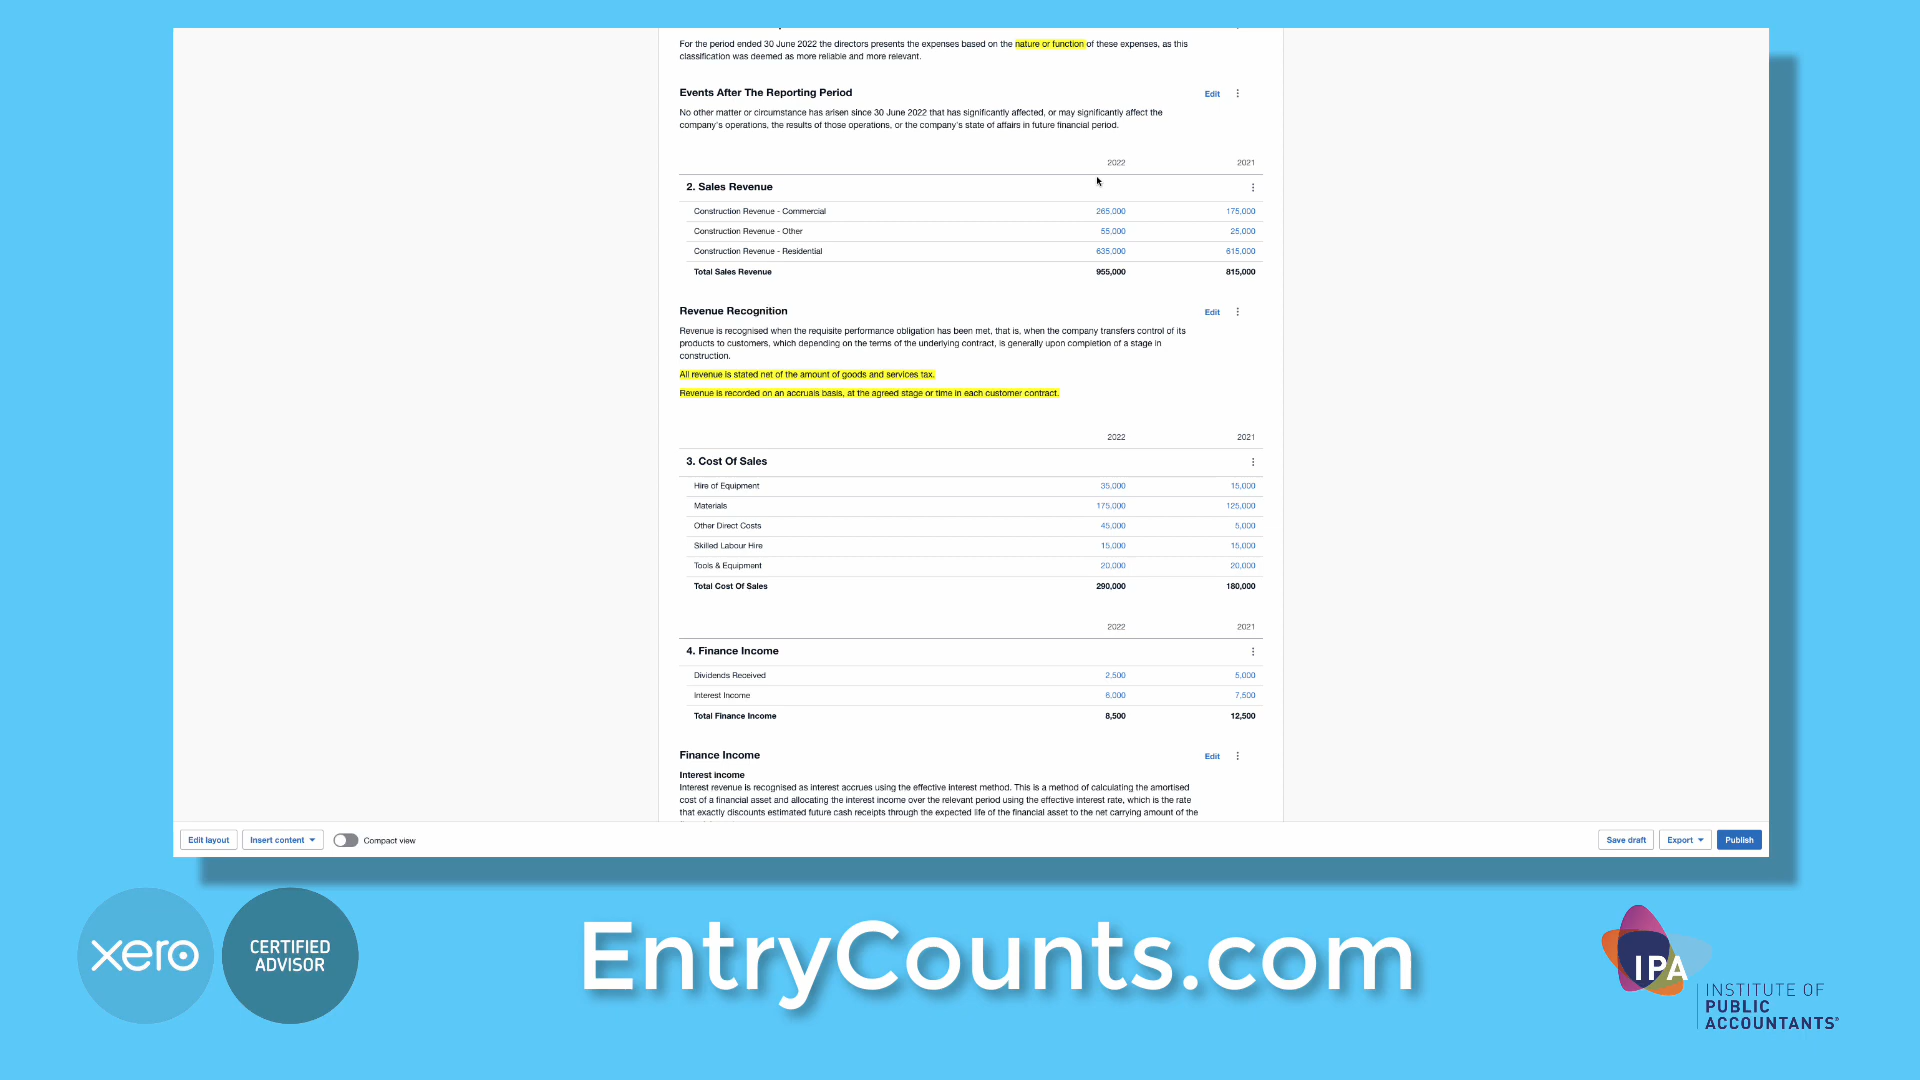 For the period ended 30 June 2022 the directors presents the expenses based on the nature or function of these expenses, as this
classification was deemed as more reliable and more relevant.
Events After The Reporting Period Edit
No other matter or circumstance has arisen since 30 June 2022 that has significantly affected, or may significantly affect the
company's operations, the results of those operations, or the company's state of affairs in future financial period.
2022 2021
2. Sales Revenue
Construction Revenue - Commercial 265,000 175,000
Construction Revenue - Other 55,000 25,000
Construction Revenue - Residential 635,000 615,000
Total Sales Revenue 955,000 815,000
Revenue Recognition Edit
Revenue is recognised when the requisite performance obligation has been met, that is, when the company transfers control of its
products to customers, which depending on the terms of the underlying contract, is generally upon completion of a stage in
construction.
All revenue is stated net of the amount of goods and services tax.
Revenue is recorded on an accruals basis, at the agreed stage or time in each customer contract.
2022 2021
3. Cost Of Sales
Hire of Equipment 35,000 15,000
Materials 175,000 125,000
Other Direct Costs 45,000 5,000
Skilled Labour Hire 15,000 15,000
Tools & Equipment 20,000 20,000
Total Cost Of Sales 290,000 180,000
2022 2021
4. Finance Income
Dividends Received 2,500 5,000
Interest Income 6,000 7,500
Total Finance Income 8,500 12,500
Finance Income Edit
Interest income
Interest revenue is recognised as interest accrues using the effective interest method. This is a method of calculating the amortised
cost of a financial asset and allocating the interest income over the relevant period using the effective interest rate, which is the rate
that exactly discounts estimated future cash receipts through the expected life of the financial asset to the net carrying amount of the
Edit layout Insert content Compact view Save draft Export Publish
xero
CERTIFIED
ADVISOR
EntryCounts.com
IPA
INSTITUTE OF
PUBLIC
ACCOUNTANTS®